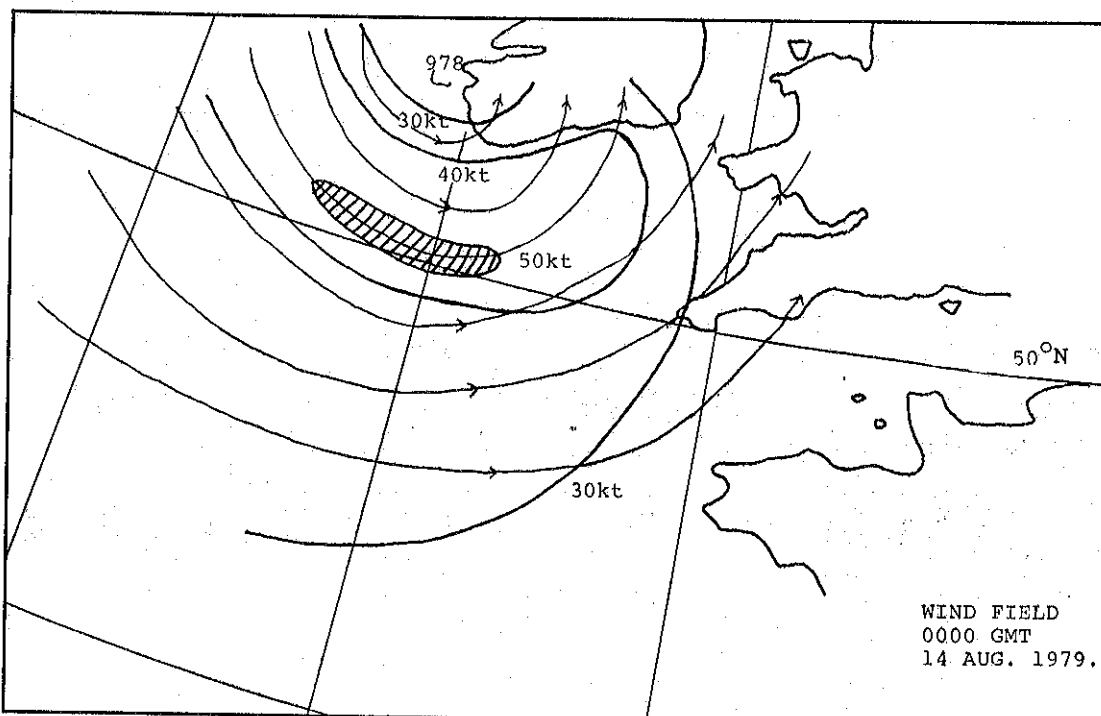 978
L
30kt
40kt
50kt
50°N
30kt
WIND FIELD
0000 GMT
14 AUG. 1979.